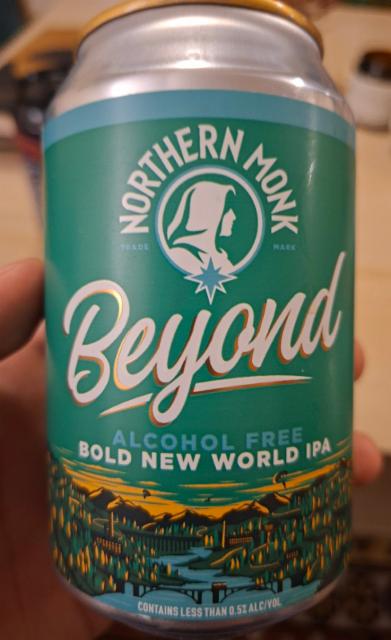 NORTHERN MONK
TRADE MARK
Beyond
ALCOHOL FREE
BOLD NEW WORLD IPA
CONTAINS LESS THAN 0.5% ALC/VOL